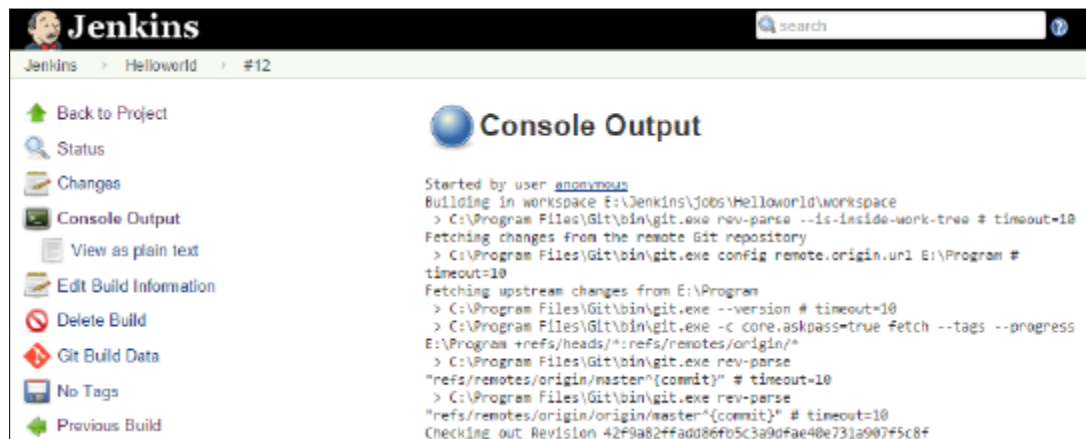 Jenkins
search
Jenkins Helloworld #12
Back to Project
Status
Changes
Console Output
View as plain text
Edit Build Information
Delete Build
Git Build Data
No Tags
Previous Build
Console Output
Started by user anonymous
Building in workspace E:\Jenkins\jobs\Helloworld\workspace
> C:\Program Files\Git\bin\git.exe rev-parse --is-inside-work-tree # timeout=10
Fetching changes from the remote Git repository
> C:\Program Files\Git\bin\git.exe config remote.origin.url E:\Program #
timeout=10
Fetching upstream changes from E:\Program
> C:\Program Files\Git\bin\git.exe --version # timeout=10
> C:\Program Files\Git\bin\git.exe -c core.askpass=true fetch --tags --progress
E:\Program +refs/heads/*:refs/remotes/origin/*
> C:\Program Files\Git\bin\git.exe rev-parse
"refs/remotes/origin/master^{commit}" # timeout=10
> C:\Program Files\Git\bin\git.exe rev-parse
"refs/remotes/origin/origin/master^{commit}" # timeout=10
Checking out Revision 42f9a82ffadd86fb5c3a9dfae40e731a907f5c8f